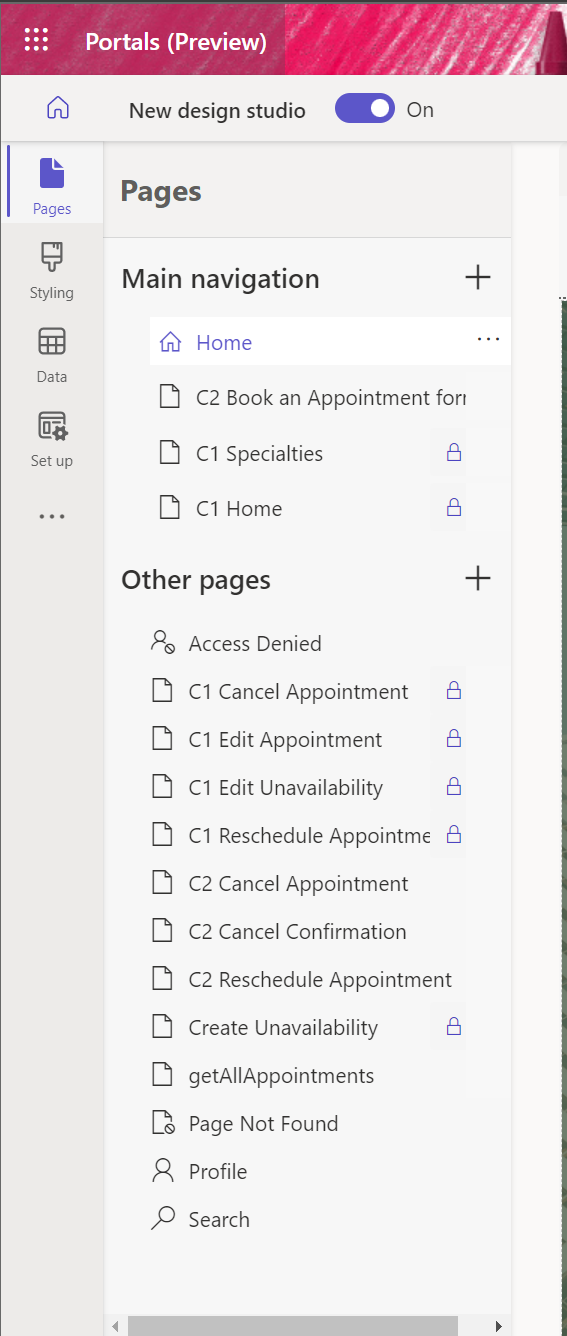 Portals (Preview)
New design studio
On
Pages
Styling
Data
Set up
Pages
Main navigation
Home
C2 Book an Appointment for
C1 Specialties
C1 Home
Other pages
Access Denied
C1 Cancel Appointment
C1 Edit Appointment
C1 Edit Unavailability
C1 Reschedule Appointme
C2 Cancel Appointment
C2 Cancel Confirmation
C2 Reschedule Appointment
Create Unavailability
getAllAppointments
Page Not Found
Profile
Search